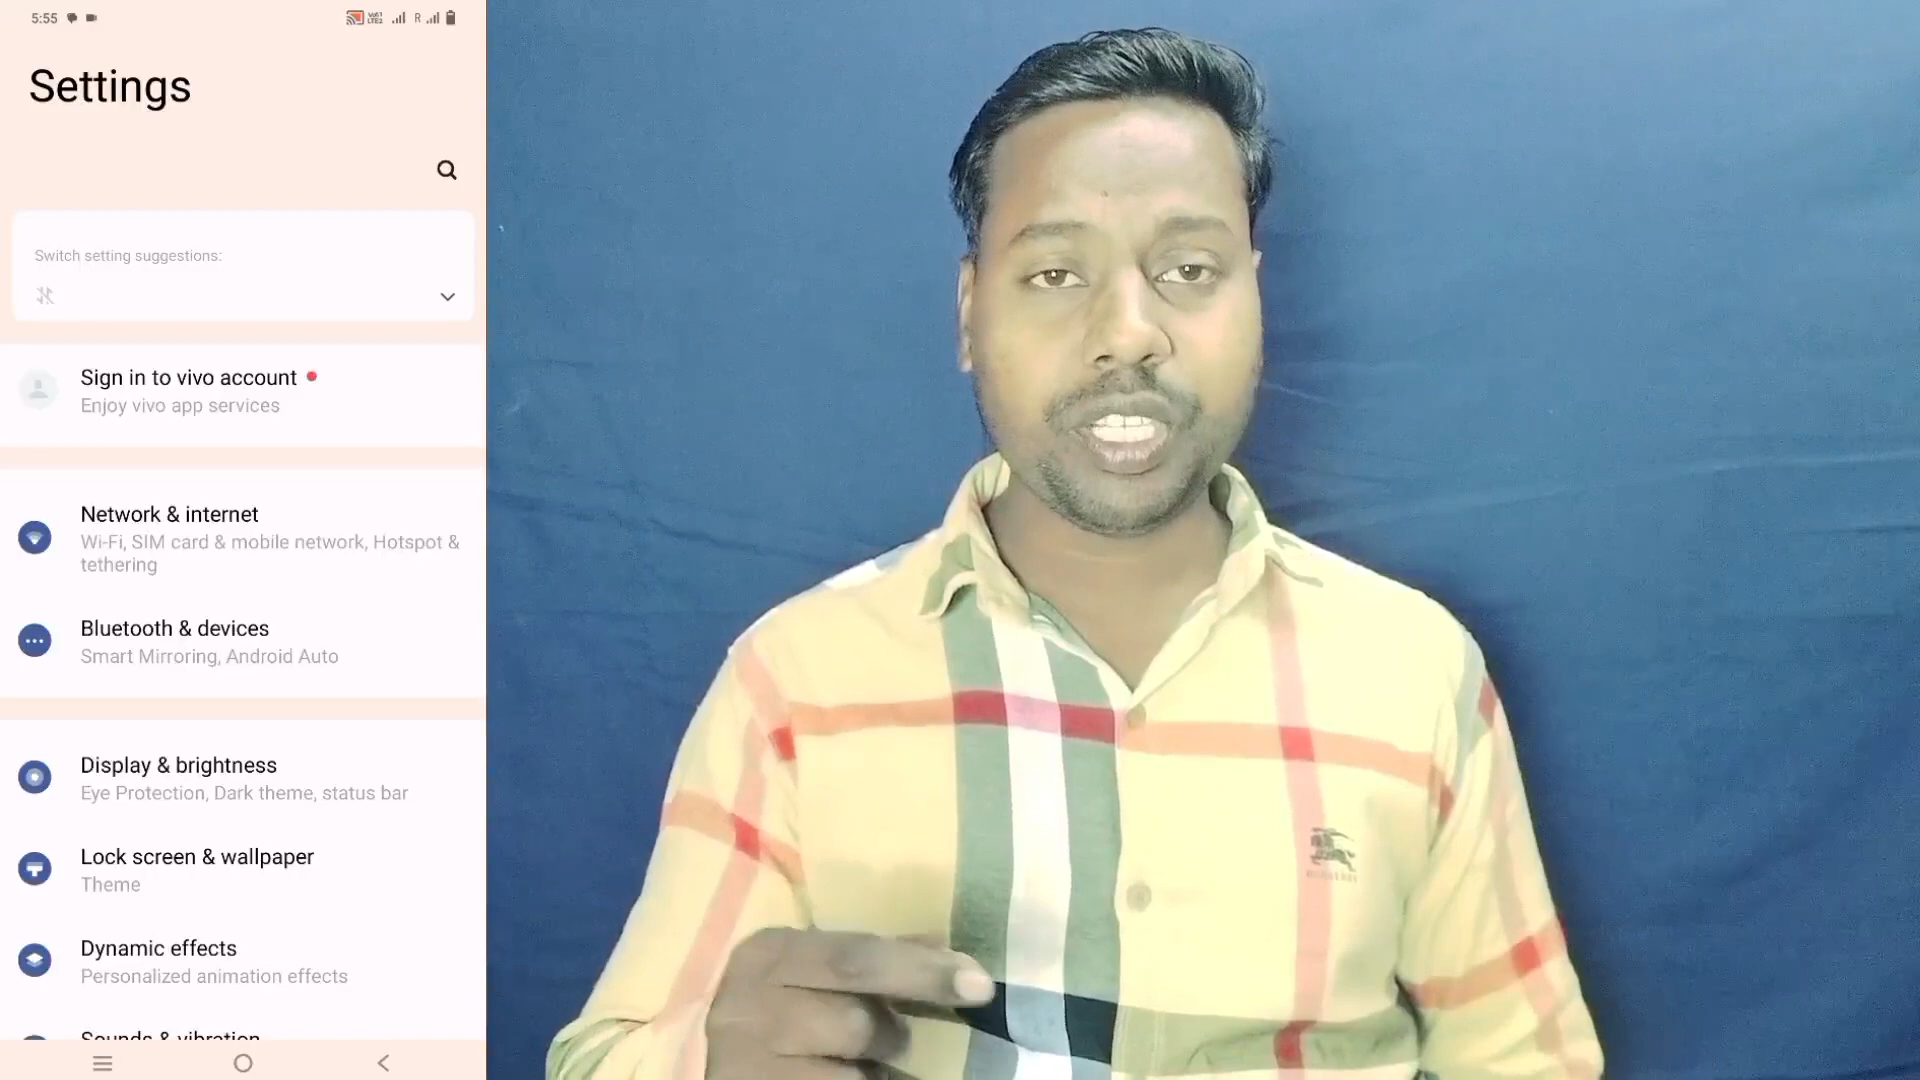 5:55
R
Settings
Switch setting suggestions:
Sign in to vivo account
Enjoy vivo app services
Network & internet
Wi-Fi, SIM card & mobile network, Hotspot &
tethering
Bluetooth & devices
Smart Mirroring, Android Auto
Display & brightness
Eye Protection, Dark theme, status bar
Lock screen & wallpaper
Theme
Dynamic effects
Personalized animation effects
Sounds & vibration